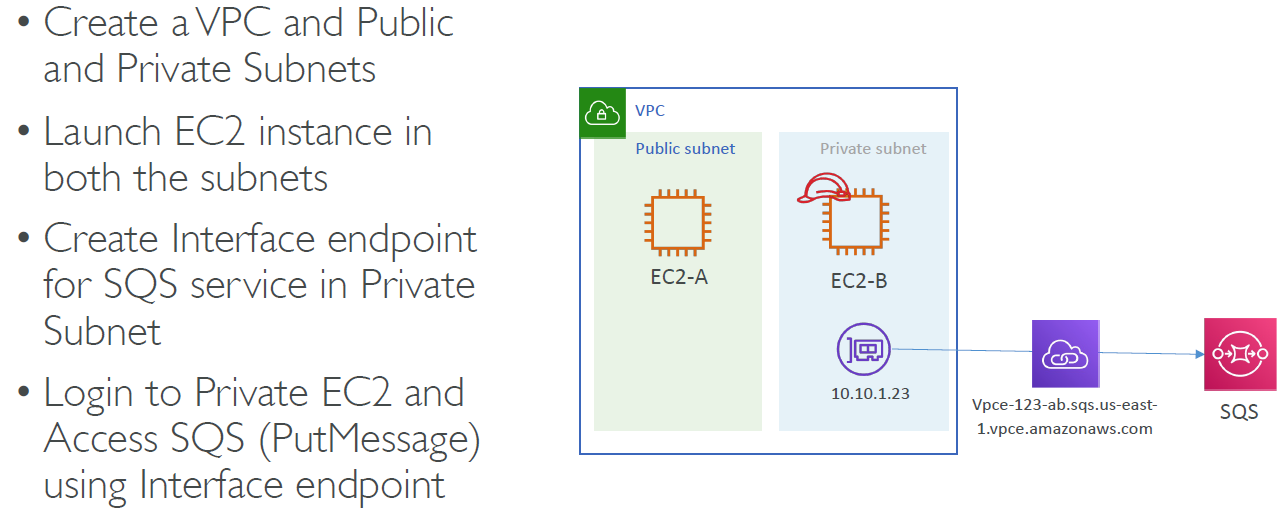 • Create a VPC and Public
and Private Subnets
• Launch EC2 instance in
both the subnets
• Create Interface endpoint
for SQS service in Private
Subnet
• Login to Private EC2 and
Access SQS (PutMessage)
using Interface endpoint
VPC
Public subnet
Private subnet
EC2-A
EC2-B
10.10.1.23
Vpce-123-ab.sqs.us-east-
1.vpce.amazonaws.com
SQS